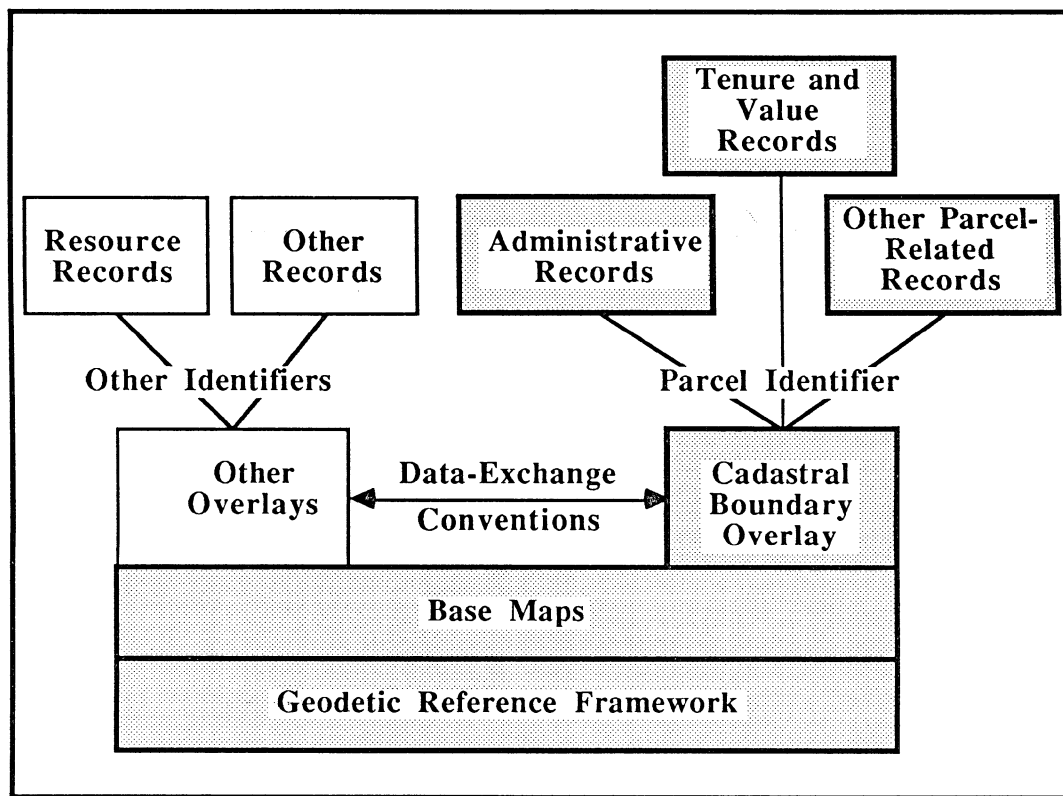 Tenure and
Value
Records
Resource
Records
Other
Records
Administrative
Records
Other Parcel-
Related
Records
Other Identifiers
Parcel Identifier
Other
Overlays
Data-Exchange
Conventions
Cadastral
Boundary
Overlay
Base Maps
Geodetic Reference Framework